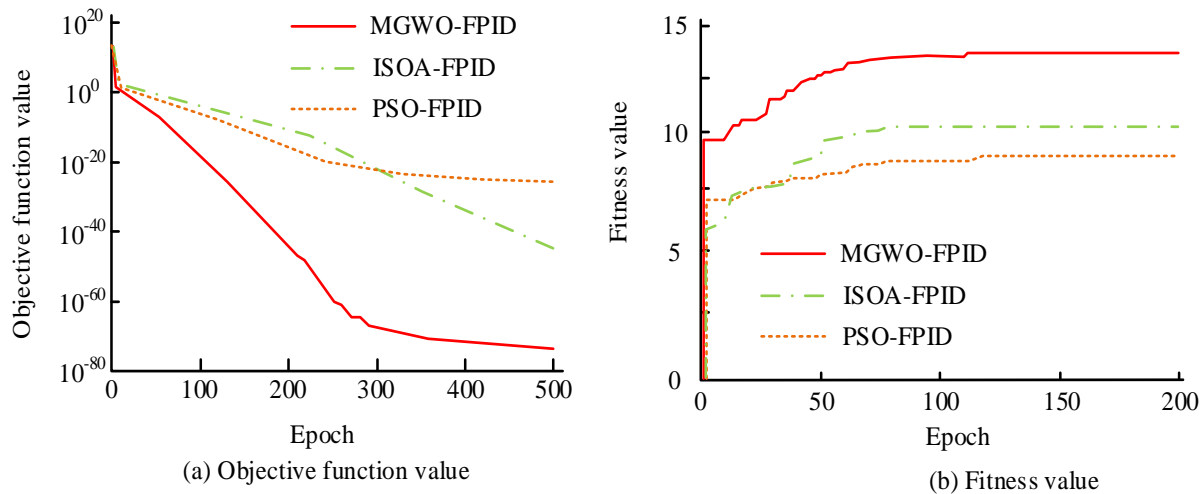 10^20
10^0
10^-20
10^-40
10^-60
10^-80
Objective function value
MGWO-FPID
ISOA-FPID
PSO-FPID
0
100
200
300
400
500
Epoch
(a) Objective function value
15
10
5
0
Fitness value
MGWO-FPID
ISOA-FPID
PSO-FPID
0
50
100
150
200
Epoch
(b) Fitness value